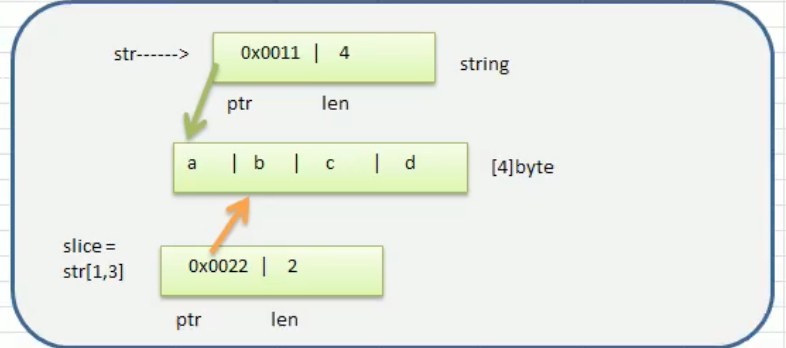 str------> 0x0011 | 4 string
ptr len
a | b | c | d [4]byte
slice =
str[1,3] 0x0022 | 2
ptr len